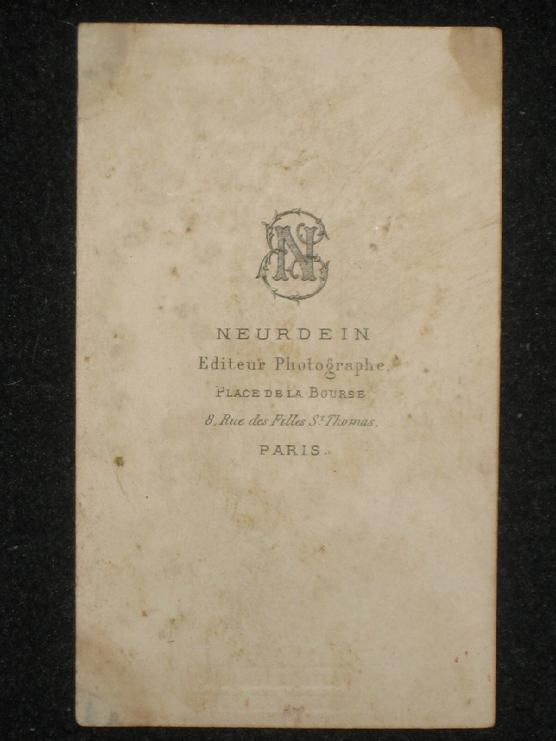 NEURDEIN
Editeur Photographe.
PLACE DE LA BOURSE
8, Rue des Filles St Thomas.
PARIS.